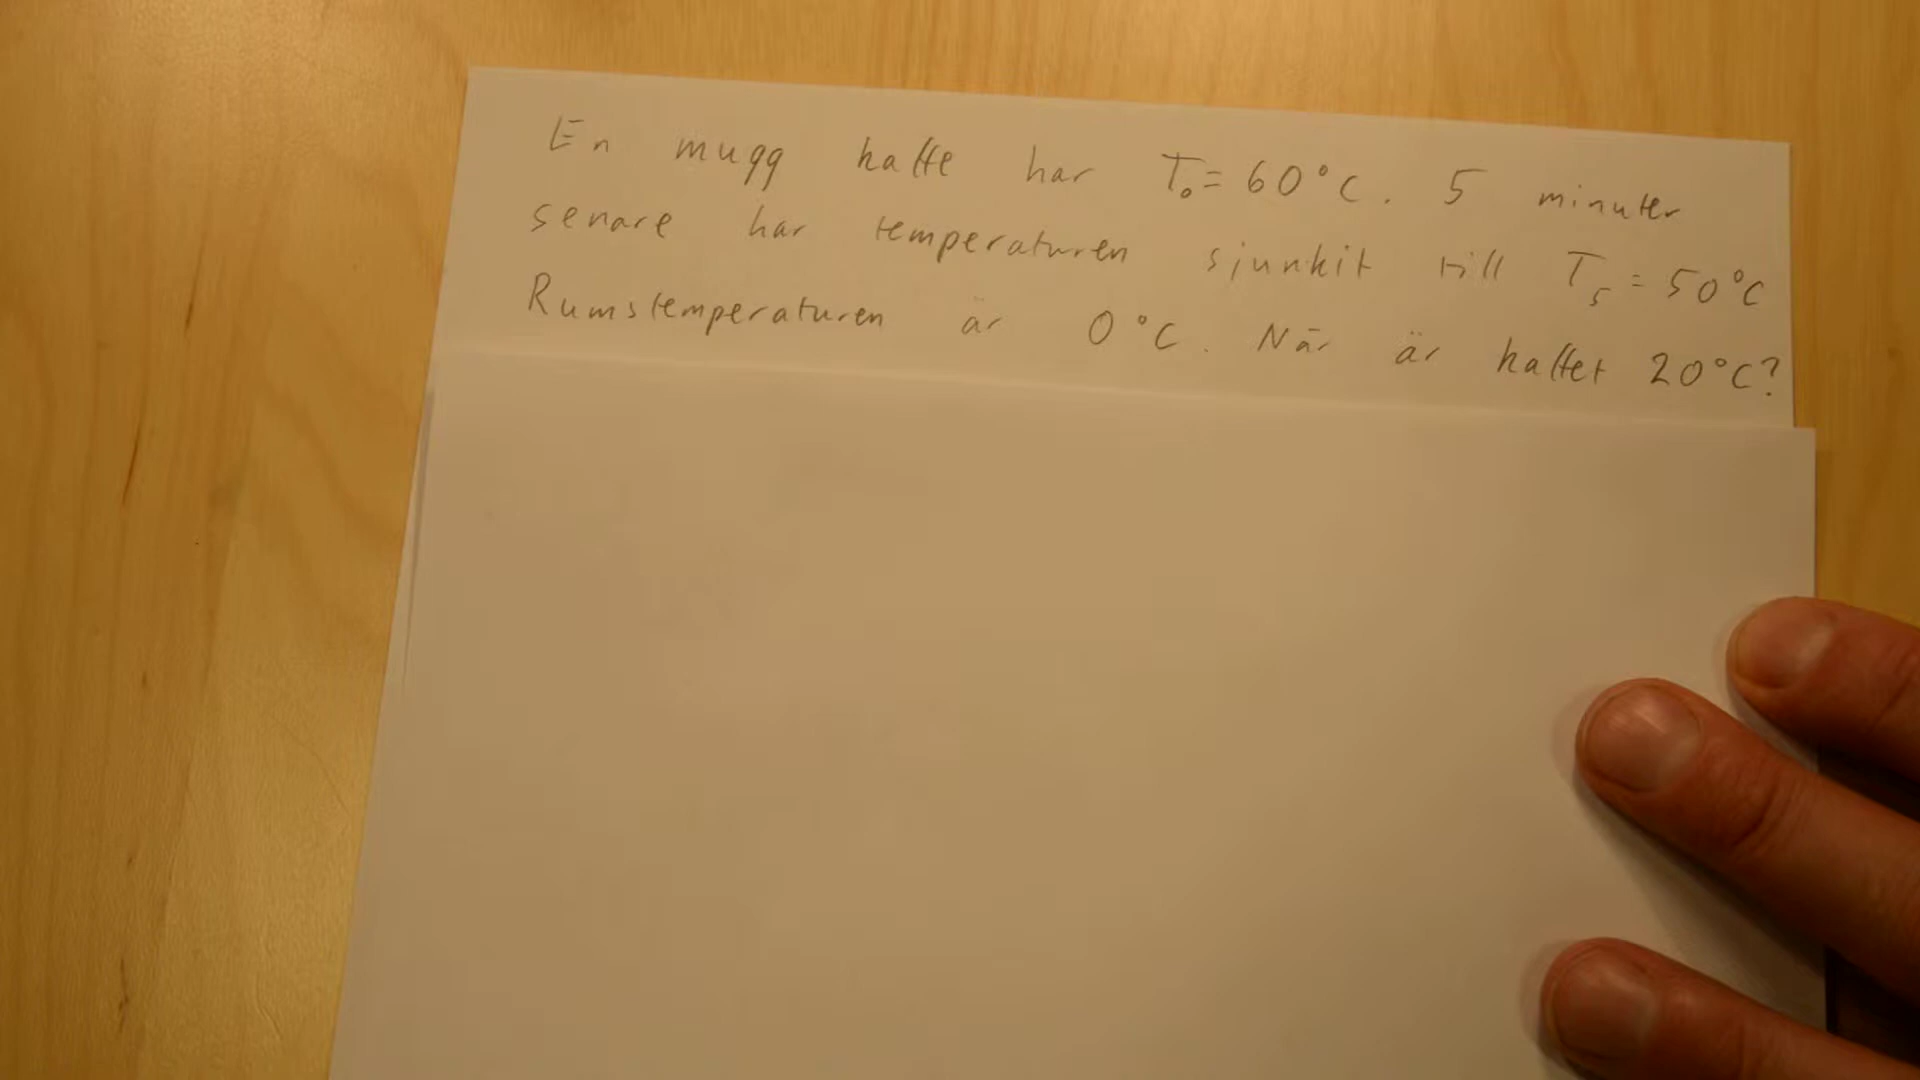 En mugg kaffe har T₀ = 60°C. 5 minuter
senare har temperaturen sjunkit till T₅ = 50°C
Rumstemperaturen är 0°C. När är kaffet 20°C?